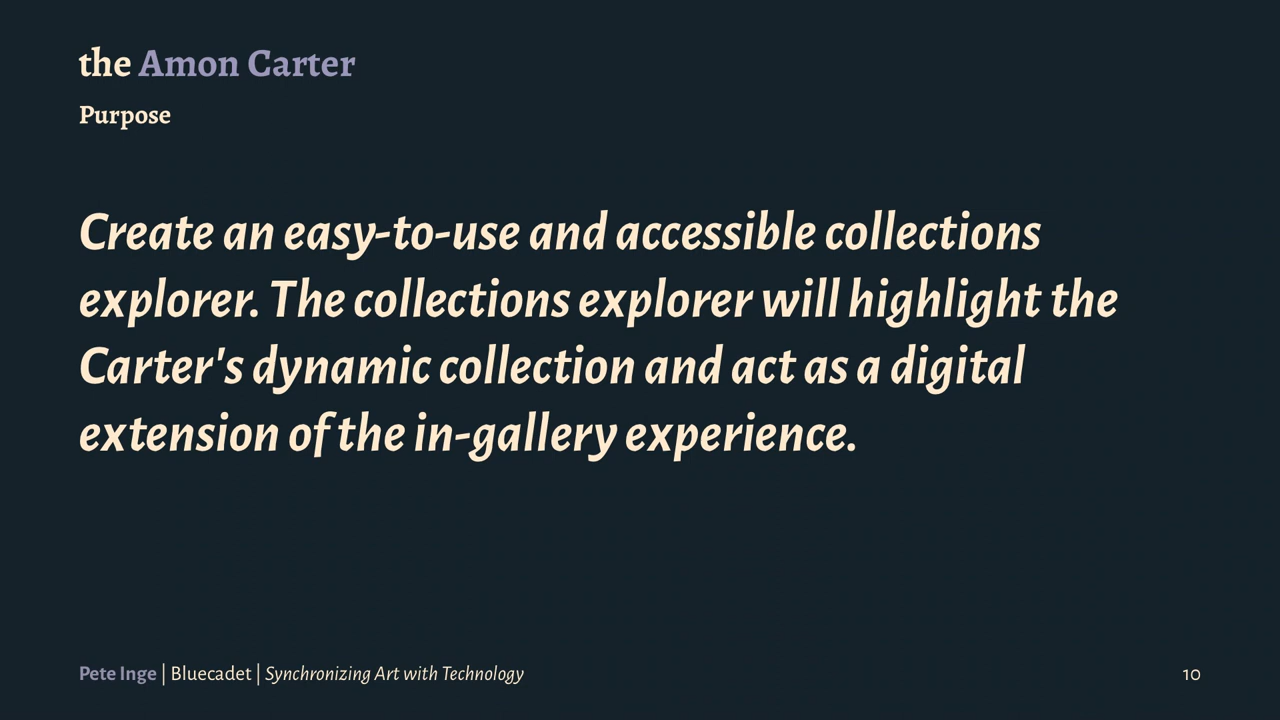 the Amon Carter
Purpose
Create an easy-to-use and accessible collections
explorer. The collections explorer will highlight the
Carter's dynamic collection and act as a digital
extension of the in-gallery experience.
Pete Inge | Bluecadet | Synchronizing Art with Technology
10